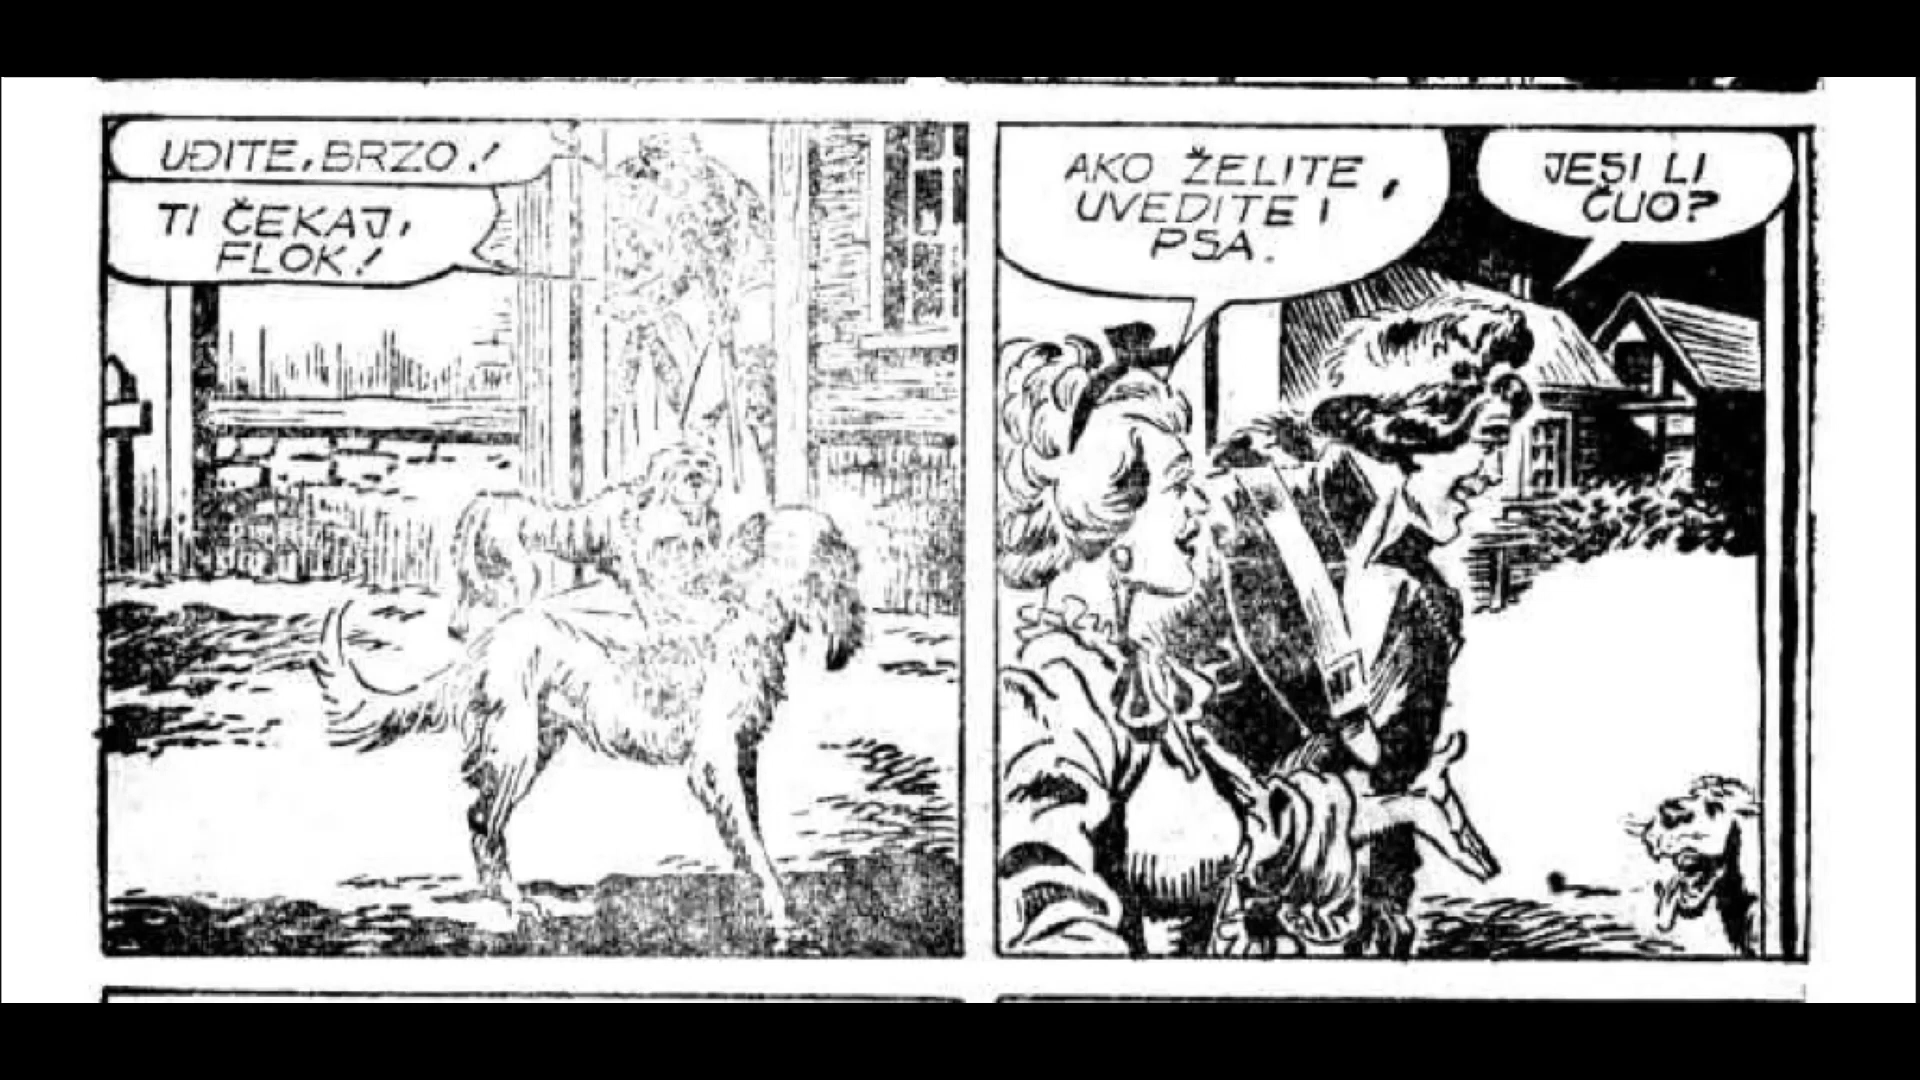 UĐITE, BRZO!
TI ČEKAJ,
FLOK!
AKO ŽELITE,
UVEDITE I
PSA.
JESI LI
ČUO?